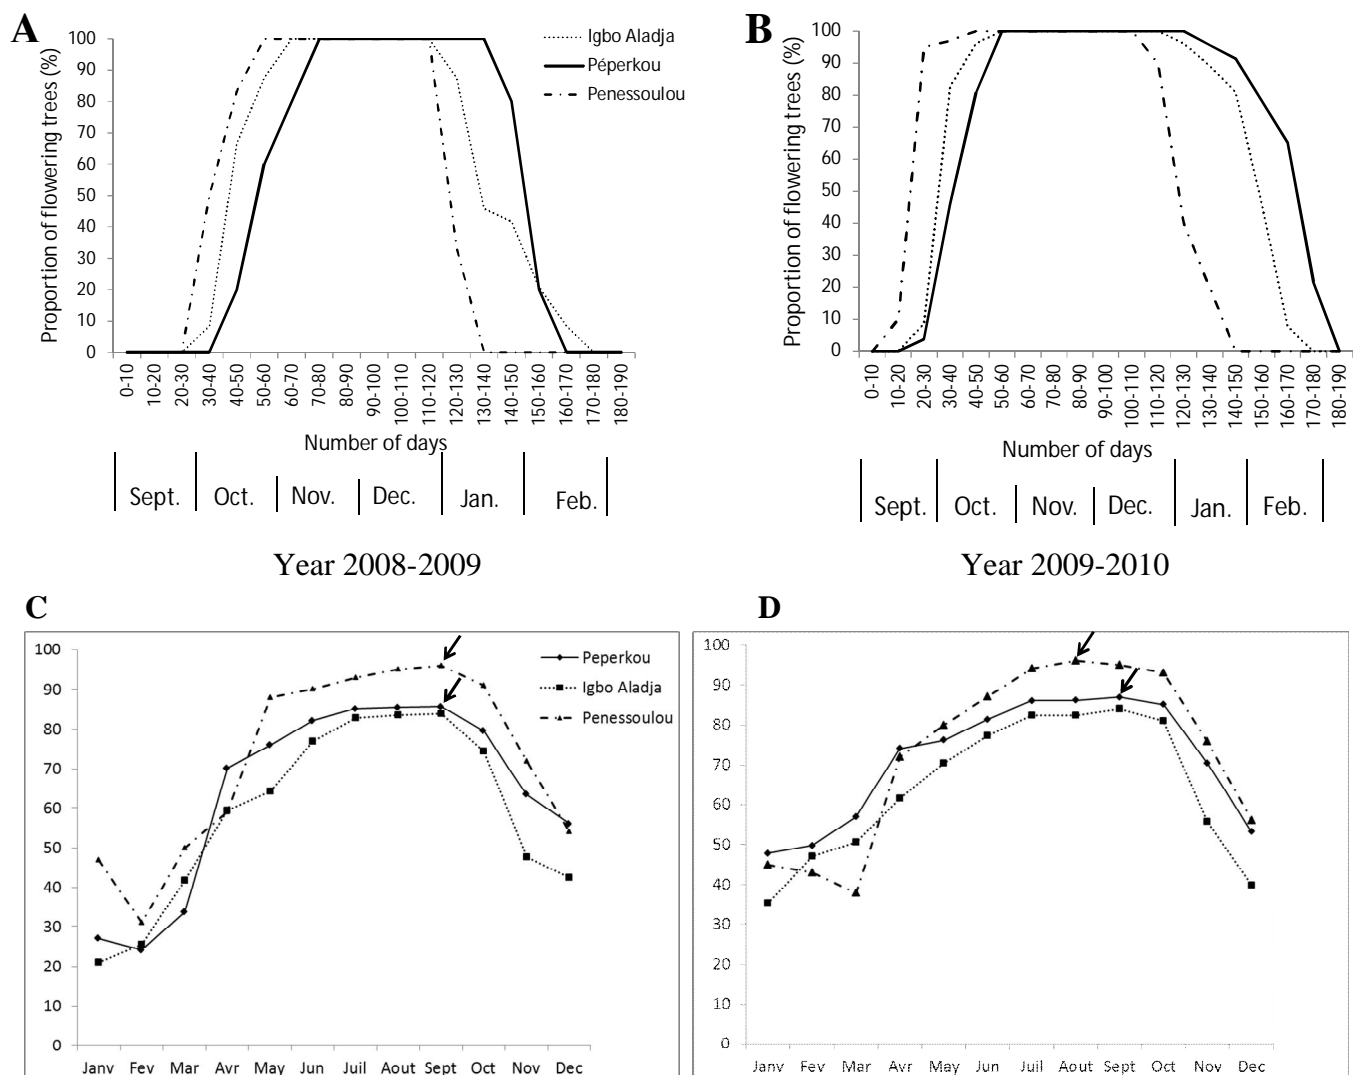 A
Proportion of flowering trees (%)
100
90
80
70
60
50
40
30
20
10
0
Igbo Aladja
Péperkou
Penessoulou
0-10
10-20
20-30
30-40
40-50
50-60
60-70
70-80
80-90
90-100
100-110
110-120
120-130
130-140
140-150
150-160
160-170
170-180
180-190
Number of days
Sept.
Oct.
Nov.
Dec.
Jan.
Feb.
Year 2008-2009
B
Proportion of flowering trees (%)
100
90
80
70
60
50
40
30
20
10
0
0-10
10-20
20-30
30-40
40-50
50-60
60-70
70-80
80-90
90-100
100-110
110-120
120-130
130-140
140-150
150-160
160-170
170-180
180-190
Number of days
Sept.
Oct.
Nov.
Dec.
Jan.
Feb.
Year 2009-2010
C
100
90
80
70
60
50
40
30
20
10
0
Peperkou
Igbo Aladja
Penessoulou
Janv Fev Mar Avr May Jun Juil Aout Sept Oct Nov Dec
D
100
90
80
70
60
50
40
30
20
10
0
Janv Fev Mar Avr May Jun Juil Aout Sept Oct Nov Dec